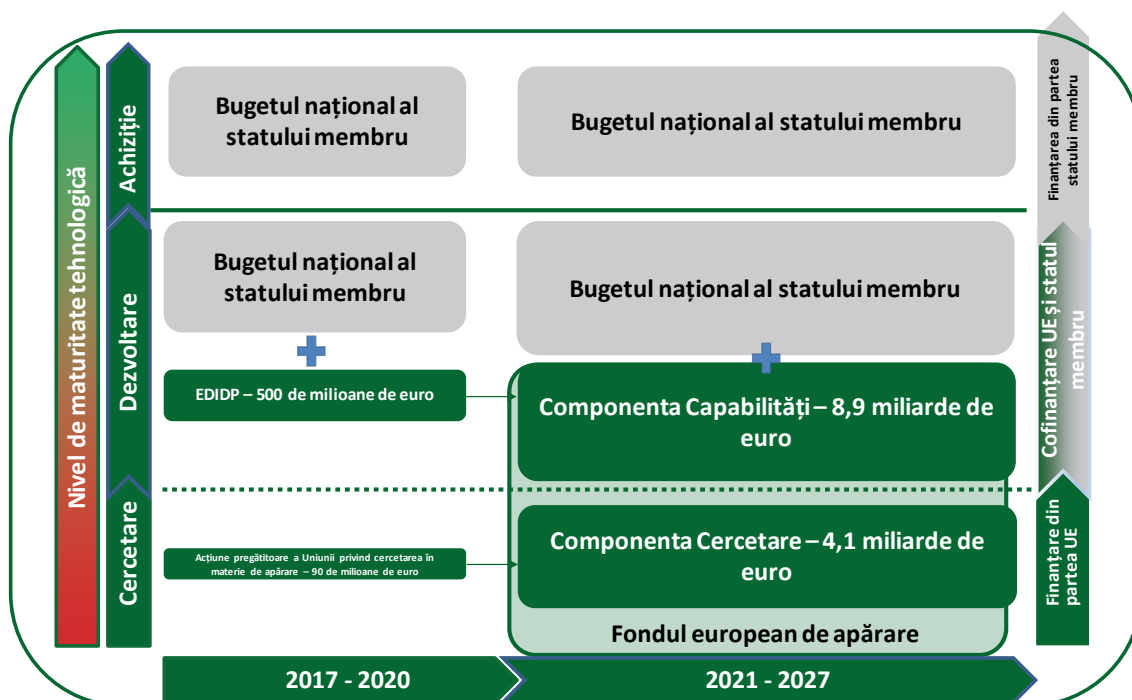 Nivel de maturitate tehnologică
Achiziție
Dezvoltare
Cercetare
Bugetul național al
statului membru
Bugetul național al statului membru
Bugetul național al
statului membru
Bugetul național al statului membru
EDIDP – 500 de milioane de euro
Componenta Capabilități – 8,9 miliarde de
euro
Acțiune pregătitoare a Uniunii privind cercetarea în
materie de apărare – 90 de milioane de euro
Componenta Cercetare – 4,1 miliarde de
euro
Fondul european de apărare
2017 - 2020
2021 - 2027
Finanțarea din partea
statului membru
Cofinanțare UE și statul
membru
Finanțare din
partea UE